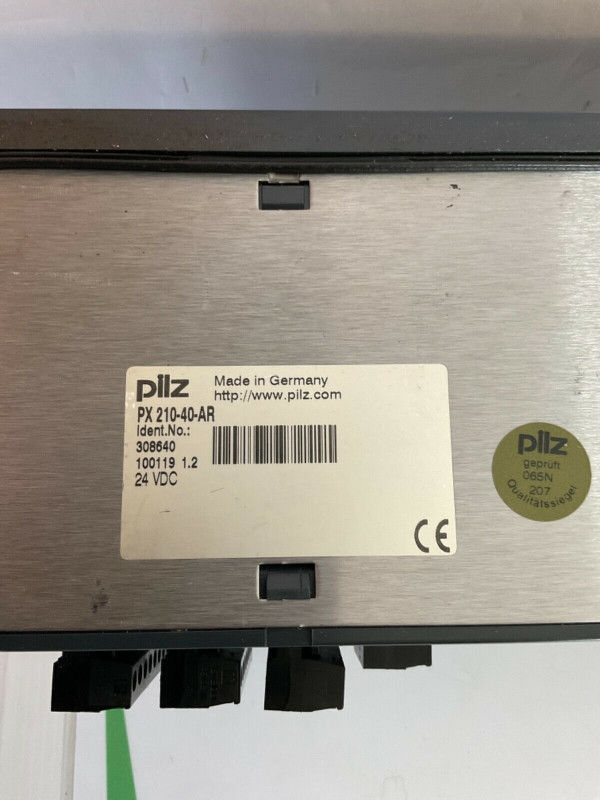 pilz
Made in Germany
http://www.pilz.com
PX 210-40-AR
Ident.No.:
308640
100119 1.2
24 VDC
CE
pilz
geprüft
065N
207
Qualitätssiegel